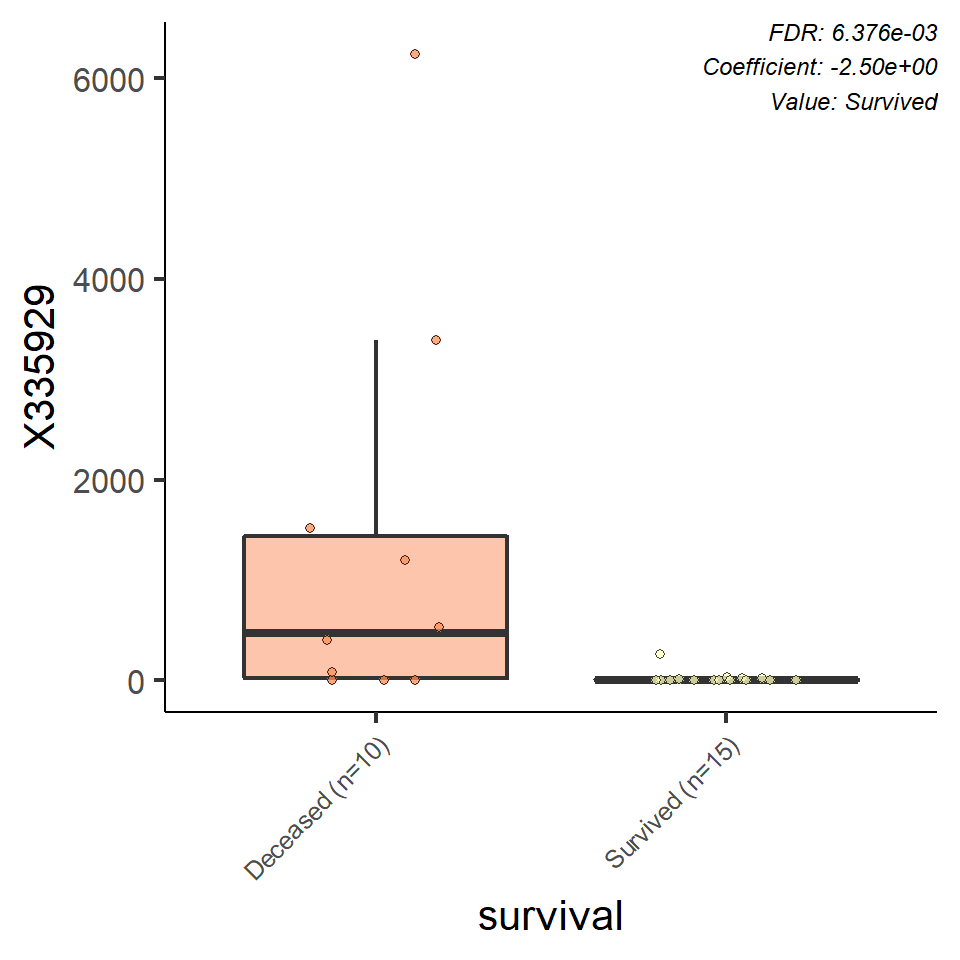 FDR: 6.376e-03
Coefficient: -2.50e+00
Value: Survived
X335929
6000
4000
2000
0
Deceased (n=10)
Survived (n=15)
survival